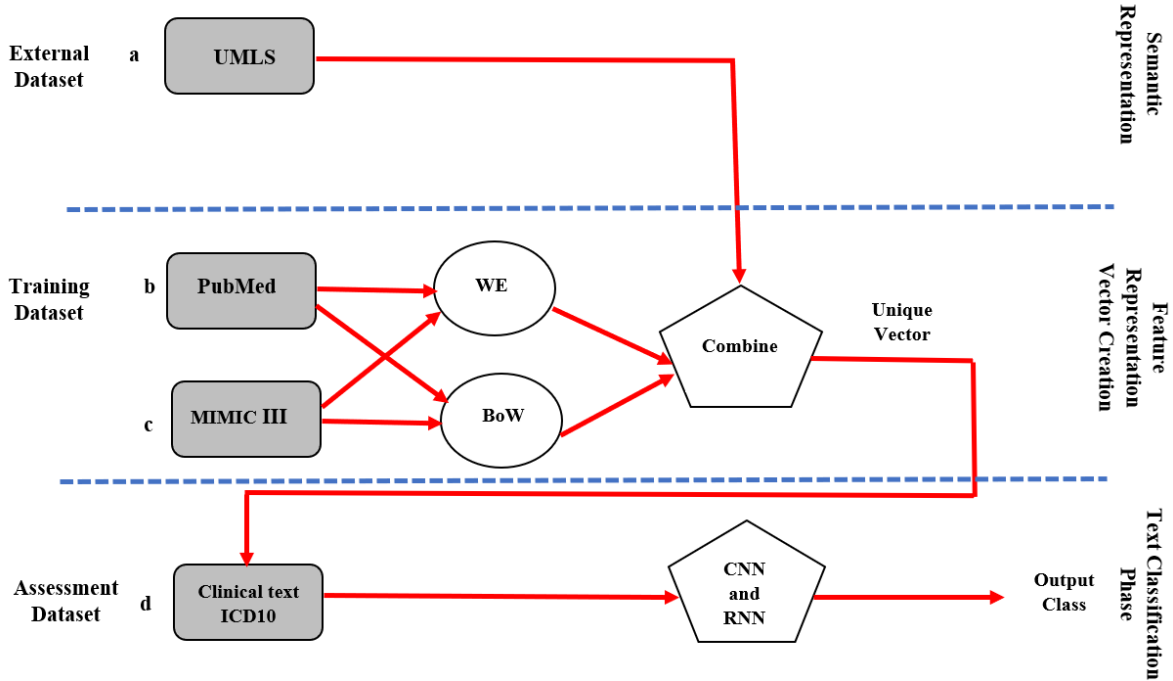 External
Dataset
a
UMLS
Semantic
Representation
Training
Dataset
b
PubMed
WE
Combine
Unique
Vector
Feature
Representation
Vector Creation
c
MIMIC III
BoW
Assessment
Dataset
d
Clinical text
ICD10
CNN
and
RNN
Output
Class
Text Classification
Phase